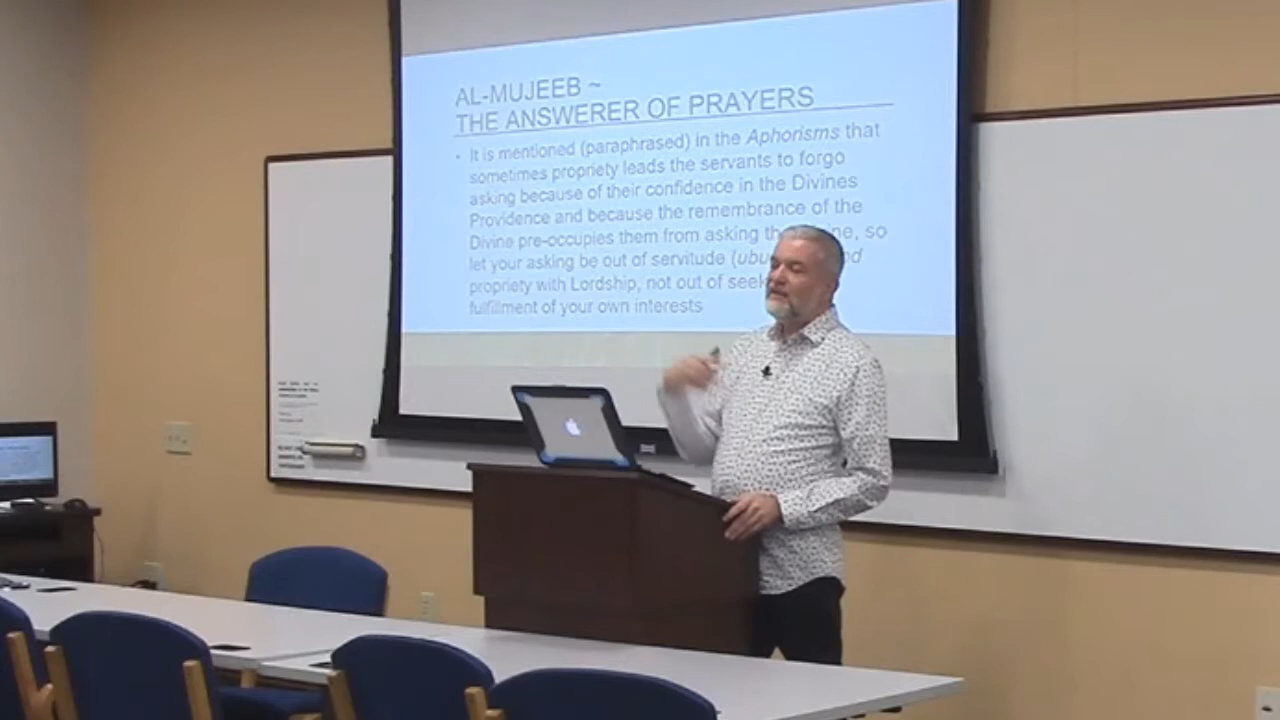 AL-MUJEEB ~
THE ANSWERER OF PRAYERS
• It is mentioned (paraphrased) in the Aphorisms that
sometimes propriety leads the servants to forgo
asking because of their confidence in the Divines
Providence and because the remembrance of the
Divine pre-occupies them from asking the so
let your asking be out of servitude
propriety with Lordship, not out of
fulfillment of your own interests